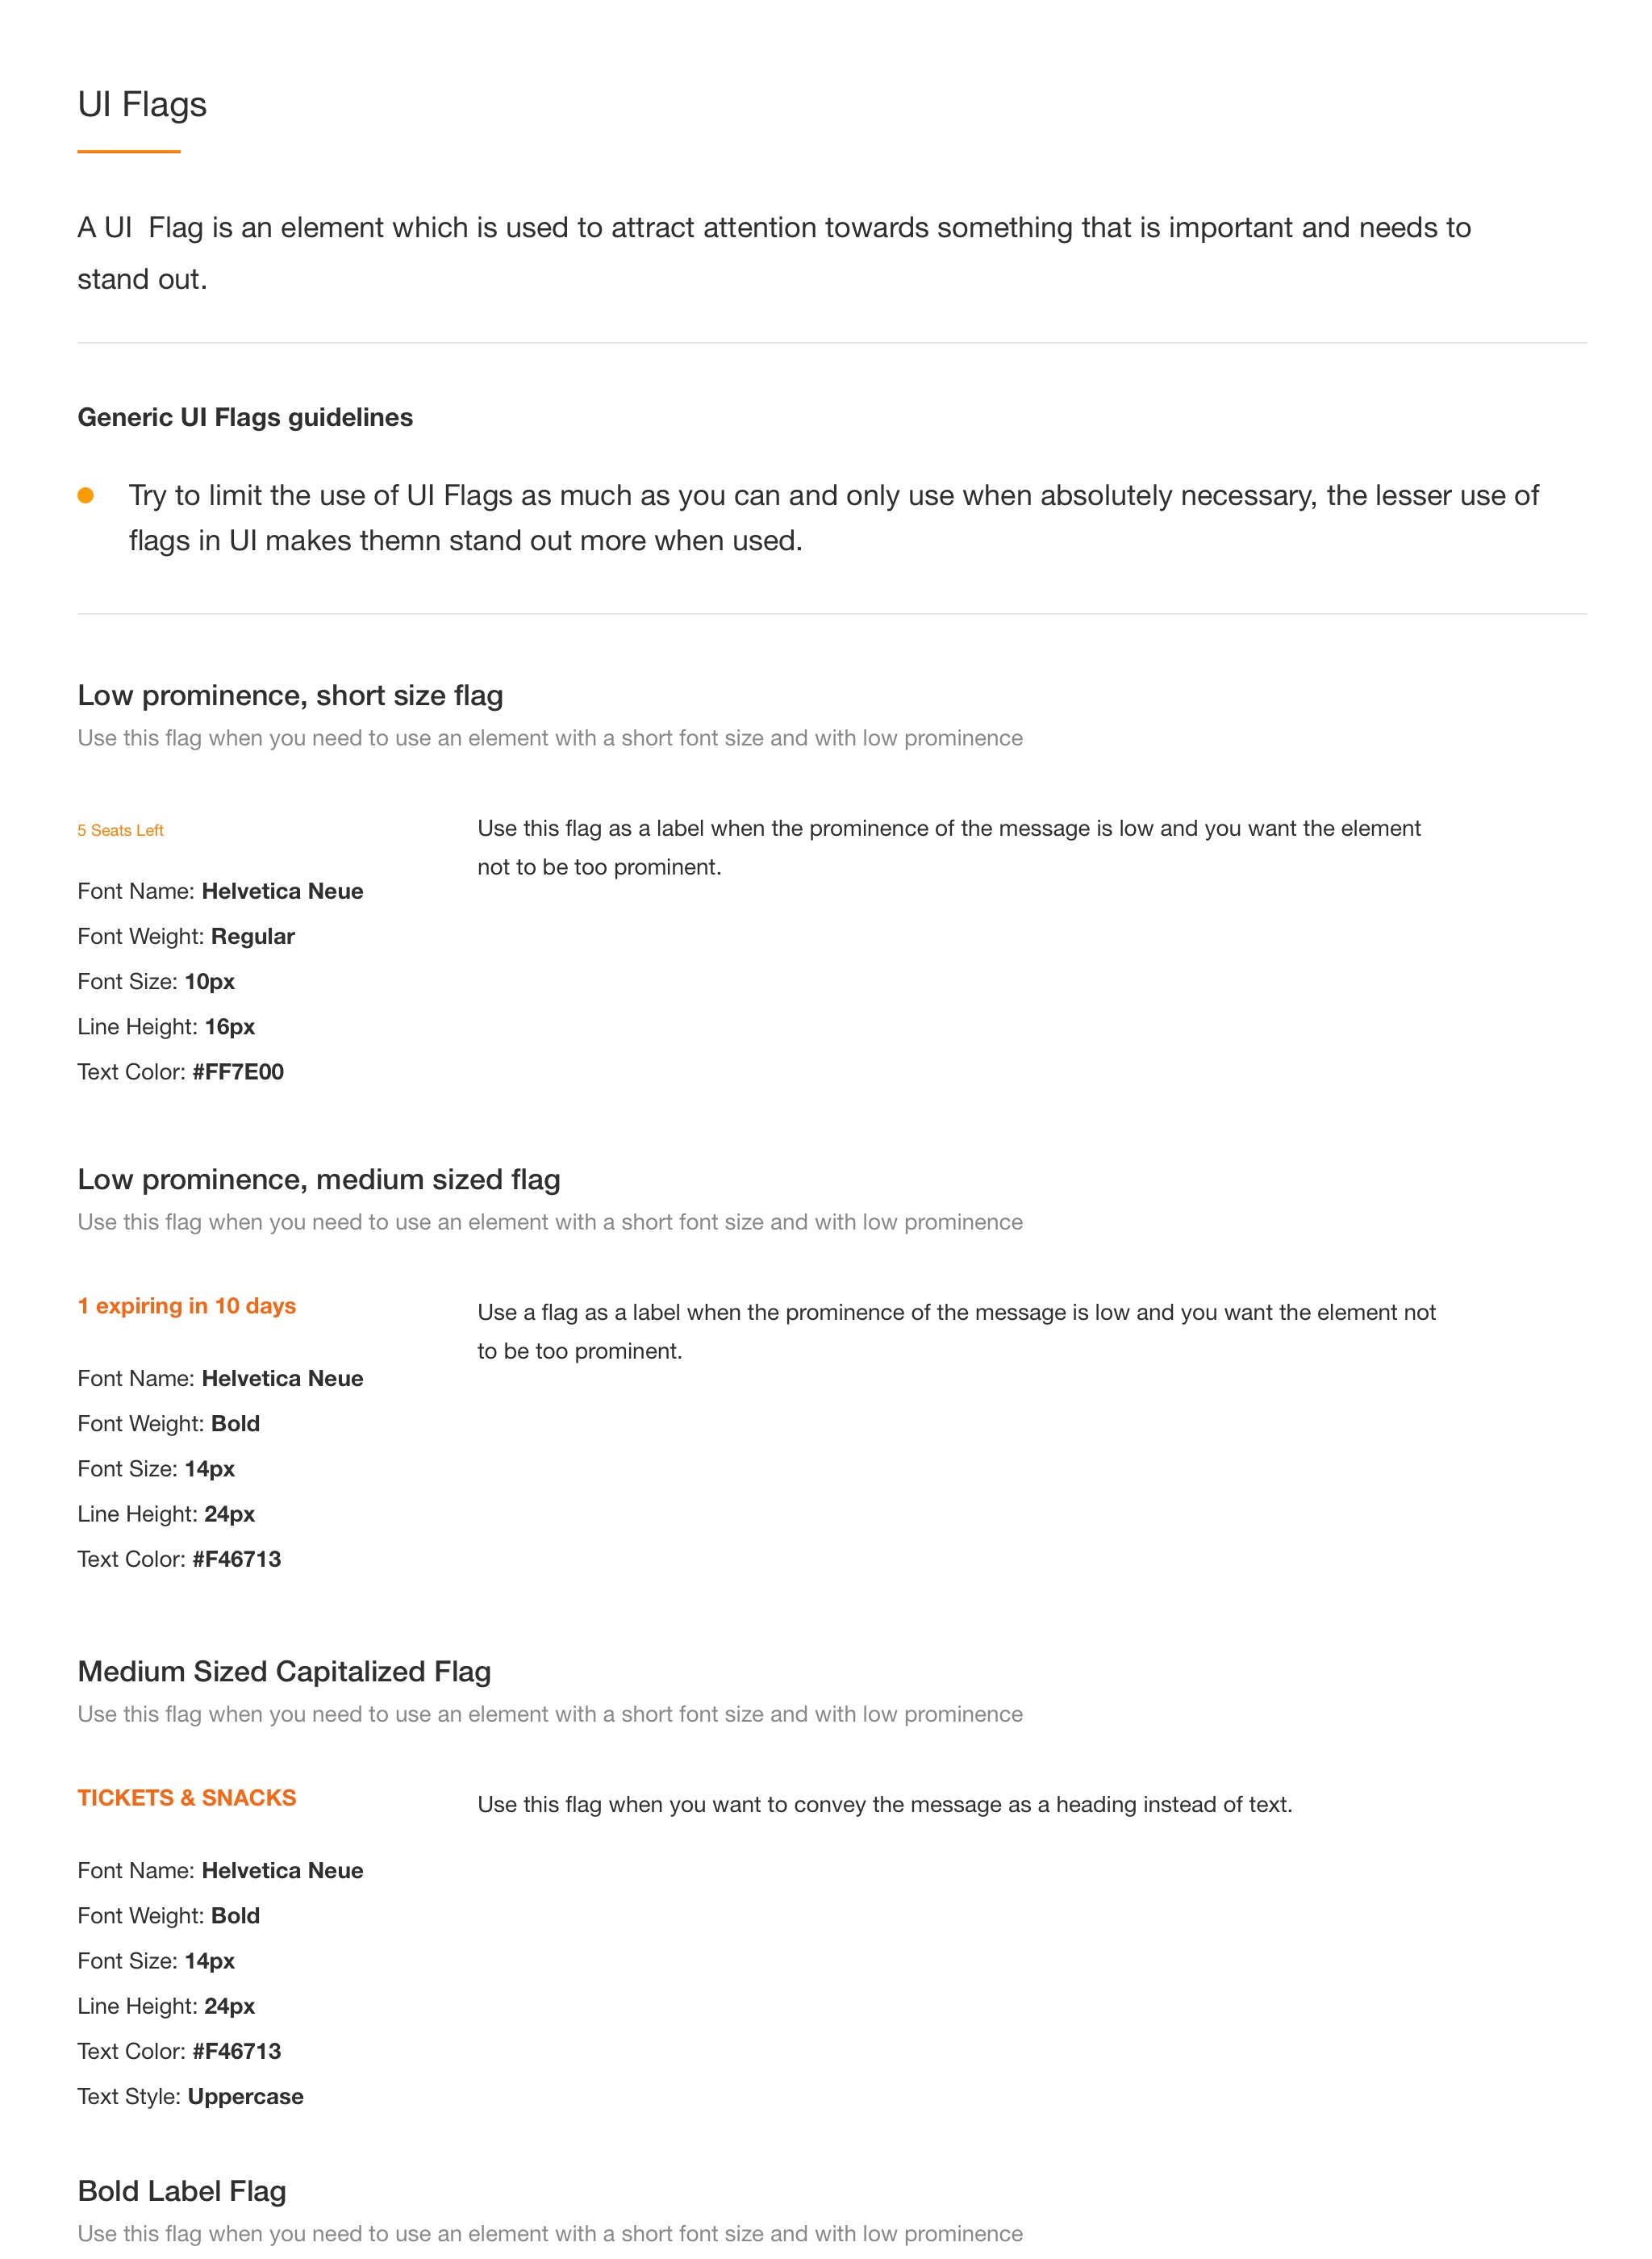 UI Flags
A UI  Flag is an element which is used to attract attention towards something that is important and needs to
stand out.
Generic UI Flags guidelines
Try to limit the use of UI Flags as much as you can and only use when absolutely necessary, the lesser use of
flags in UI makes themn stand out more when used.
Low prominence, short size flag
Use this flag when you need to use an element with a short font size and with low prominence
5 Seats Left
Use this flag as a label when the prominence of the message is low and you want the element
not to be too prominent.
Font Name: Helvetica Neue
Font Weight: Regular
Font Size: 10px
Line Height: 16px
Text Color: #FF7E00
Low prominence, medium sized flag
Use this flag when you need to use an element with a short font size and with low prominence
1 expiring in 10 days
Use a flag as a label when the prominence of the message is low and you want the element not
to be too prominent.
Font Name: Helvetica Neue
Font Weight: Bold
Font Size: 14px
Line Height: 24px
Text Color: #F46713
Medium Sized Capitalized Flag
Use this flag when you need to use an element with a short font size and with low prominence
TICKETS & SNACKS
Use this flag when you want to convey the message as a heading instead of text.
Font Name: Helvetica Neue
Font Weight: Bold
Font Size: 14px
Line Height: 24px
Text Color: #F46713
Text Style: Uppercase
Bold Label Flag
Use this flag when you need to use an element with a short font size and with low prominence